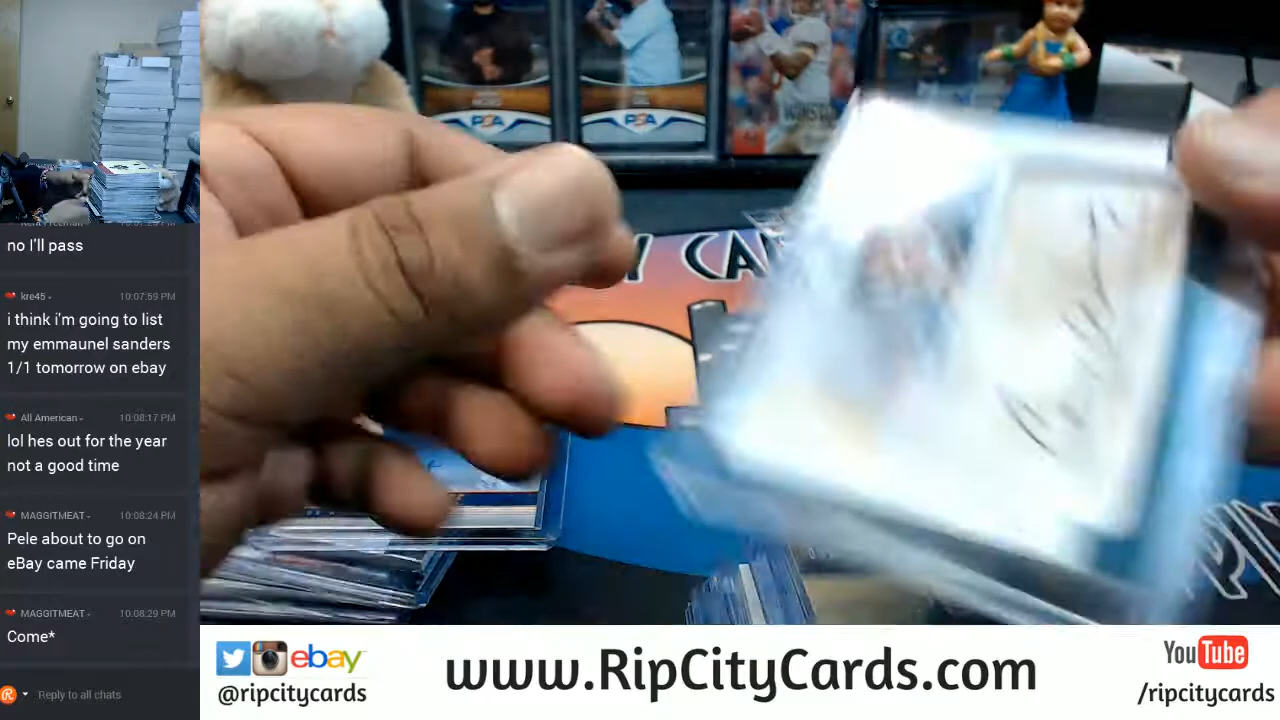 no I'll pass
kre45
10:07:59 PM
i think i'm going to list
my emmaunel sanders
1/1 tomorrow on ebay
All American
10:08:17 PM
lol hes out for the year
not a good time
MAGGITMEAT
10:08:24 PM
Pele about to go on
eBay came Friday
MAGGITMEAT
10:08:29 PM
Come*
Reply to all chats
PSA
PSA
ebay
@ripcitycards
www.RipCityCards.com
YouTube
/ripcitycards